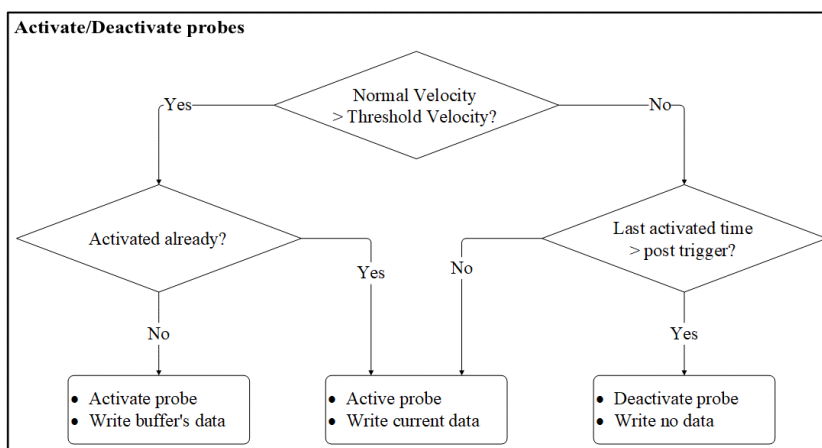 Activate/Deactivate probes
Normal Velocity
> Threshold Velocity?
Yes
No
Activated already?
Last activated time
> post trigger?
Yes
No
No
Yes
• Activate probe
• Write buffer's data
• Active probe
• Write current data
• Deactivate probe
• Write no data